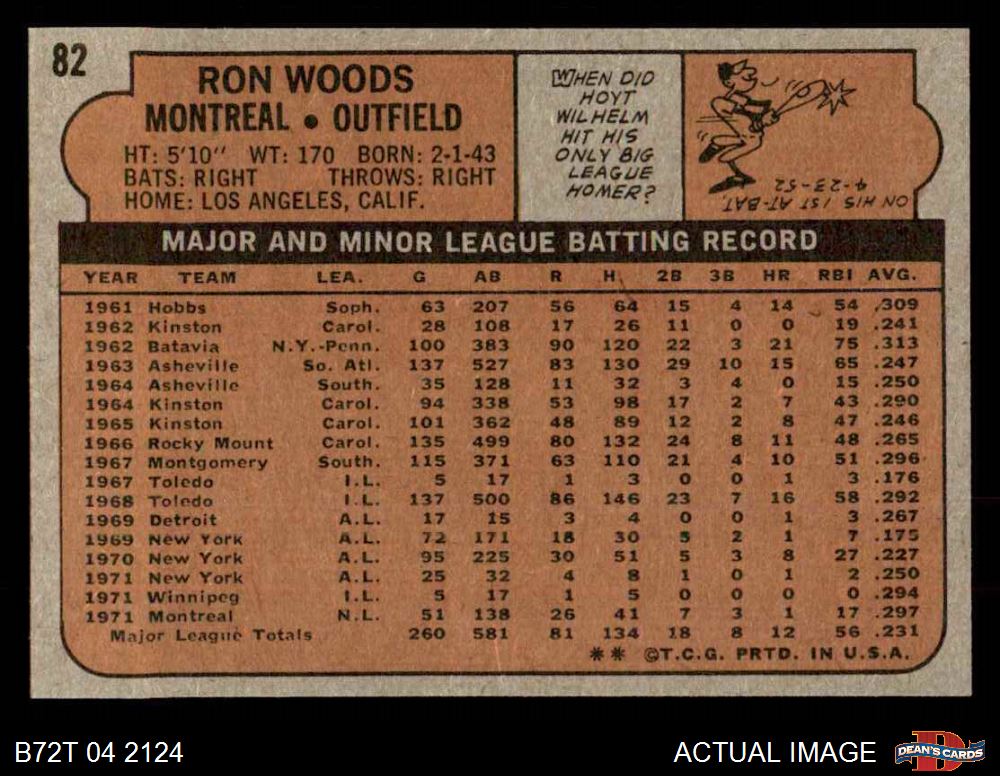 82
RON WOODS
MONTREAL • OUTFIELD
HT: 5'10" WT: 170 BORN: 2-1-43
BATS: RIGHT THROWS: RIGHT
HOME: LOS ANGELES, CALIF.
WHEN DID
HOYT
WILHELM
HIT HIS
ONLY BIG
LEAGUE
HOMER?
ON HIS 1ST AT-BAT,
4-23-52
MAJOR AND MINOR LEAGUE BATTING RECORD
YEAR TEAM LEA. G AB R H 2B 3B HR RBI AVG.
1961 Hobbs Soph. 63 207 56 64 15 4 14 54 .309
1962 Kinston Carol. 28 108 17 26 11 0 0 19 .241
1962 Batavia N.Y.-Penn. 100 383 90 120 22 3 21 75 .313
1963 Asheville So. Atl. 137 527 83 130 29 10 15 65 .247
1964 Asheville South. 35 128 11 32 3 4 0 15 .250
1964 Kinston Carol. 94 338 53 98 17 2 7 43 .290
1965 Kinston Carol. 101 362 48 89 12 2 8 47 .246
1966 Rocky Mount Carol. 135 499 80 132 24 8 11 48 .265
1967 Montgomery South. 115 371 63 110 21 4 10 51 .296
1967 Toledo I.L. 5 17 1 3 0 0 1 3 .176
1968 Toledo I.L. 137 500 86 146 23 7 16 58 .292
1969 Detroit A.L. 17 15 3 4 0 0 1 3 .267
1969 New York A.L. 72 171 18 30 5 2 1 7 .175
1970 New York A.L. 95 225 30 51 5 3 8 27 .227
1971 New York A.L. 25 32 4 8 1 0 1 2 .250
1971 Winnipeg I.L. 5 17 1 5 0 0 0 0 .294
1971 Montreal N.L. 51 138 26 41 7 3 1 17 .297
Major League Totals 260 581 81 134 18 8 12 56 .231
** ©T.C.G. PRTD. IN U.S.A.
B72T 04 2124
ACTUAL IMAGE
DEAN'S CARDS